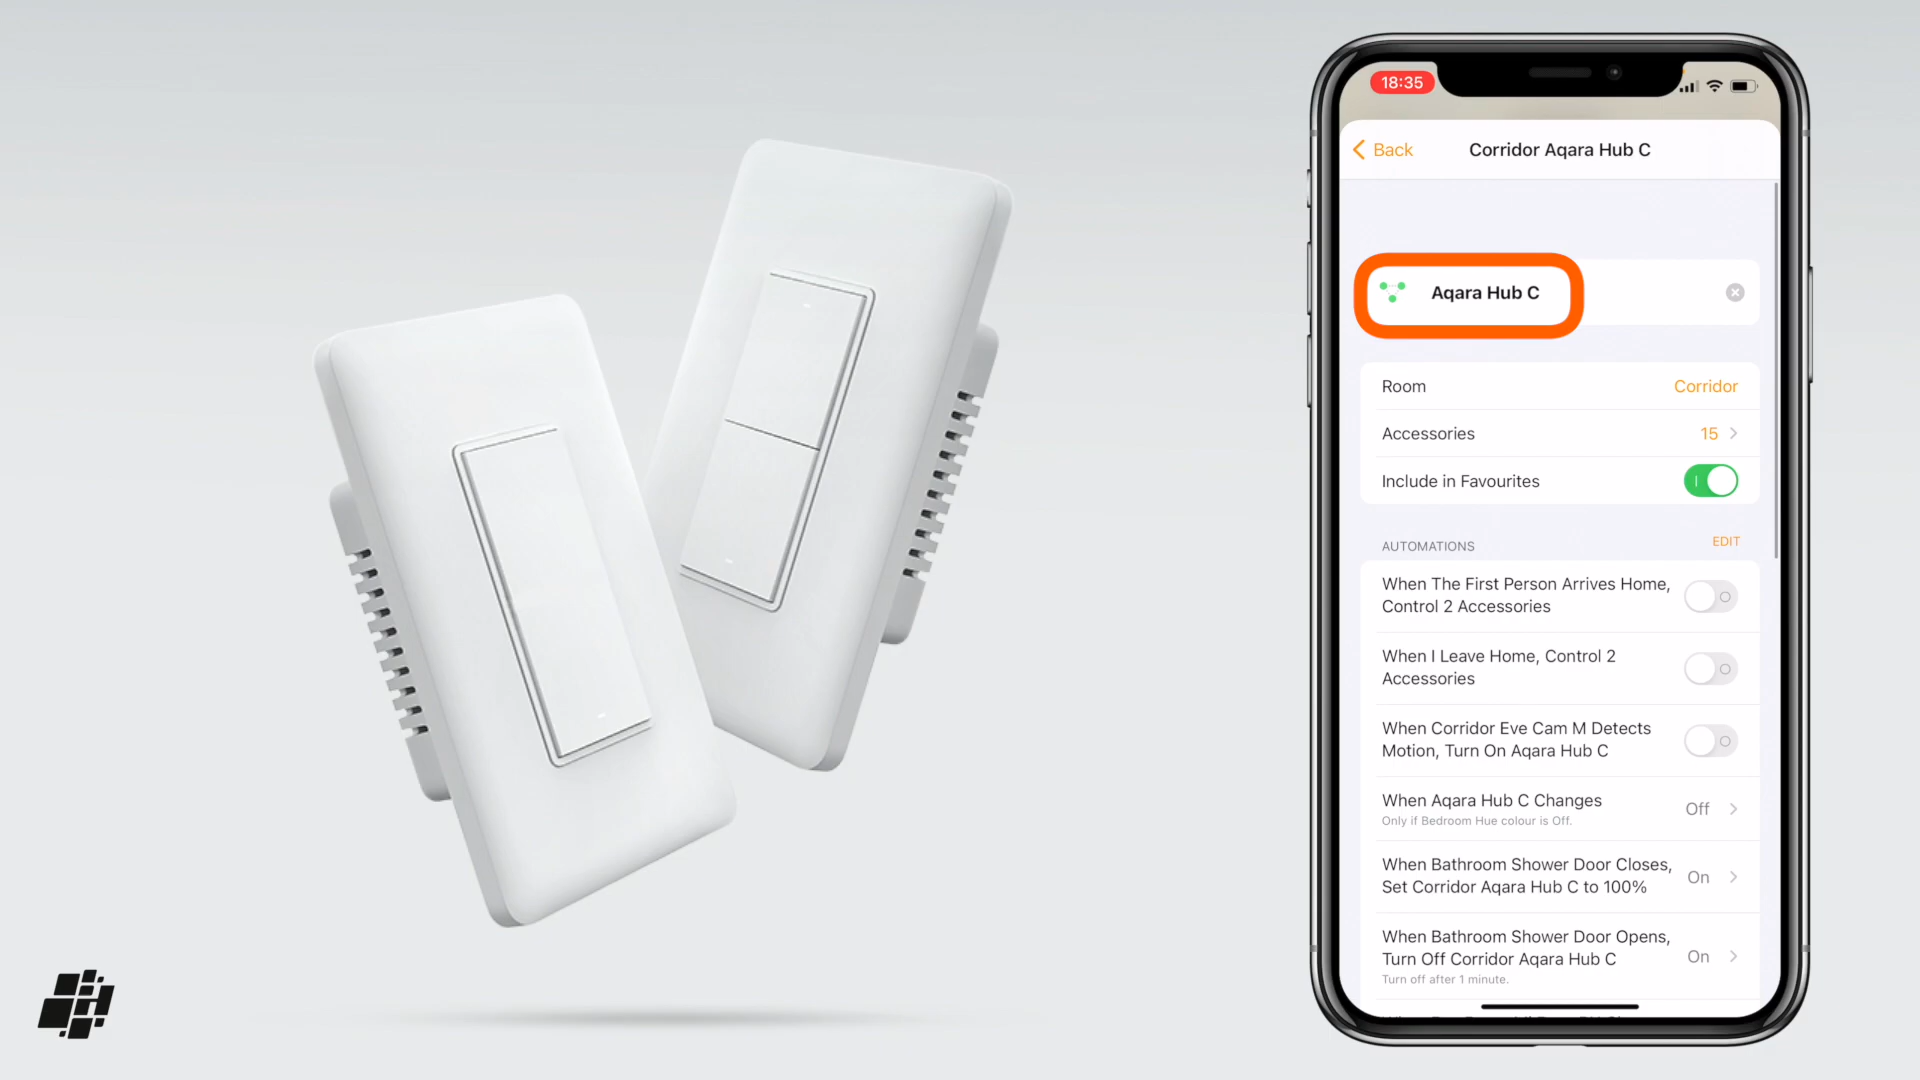 18:35
Back
Corridor Aqara Hub C
Aqara Hub C
Room
Corridor
Accessories
15
Include in Favourites
AUTOMATIONS
EDIT
When The First Person Arrives Home,
Control 2 Accessories
When I Leave Home, Control 2
Accessories
When Corridor Eve Cam M Detects
Motion, Turn On Aqara Hub C
When Aqara Hub C Changes
Only if Bedroom Hue colour is Off.
Off
When Bathroom Shower Door Closes,
Set Corridor Aqara Hub C to 100%
On
When Bathroom Shower Door Opens,
Turn Off Corridor Aqara Hub C
Turn off after 1 minute.
On